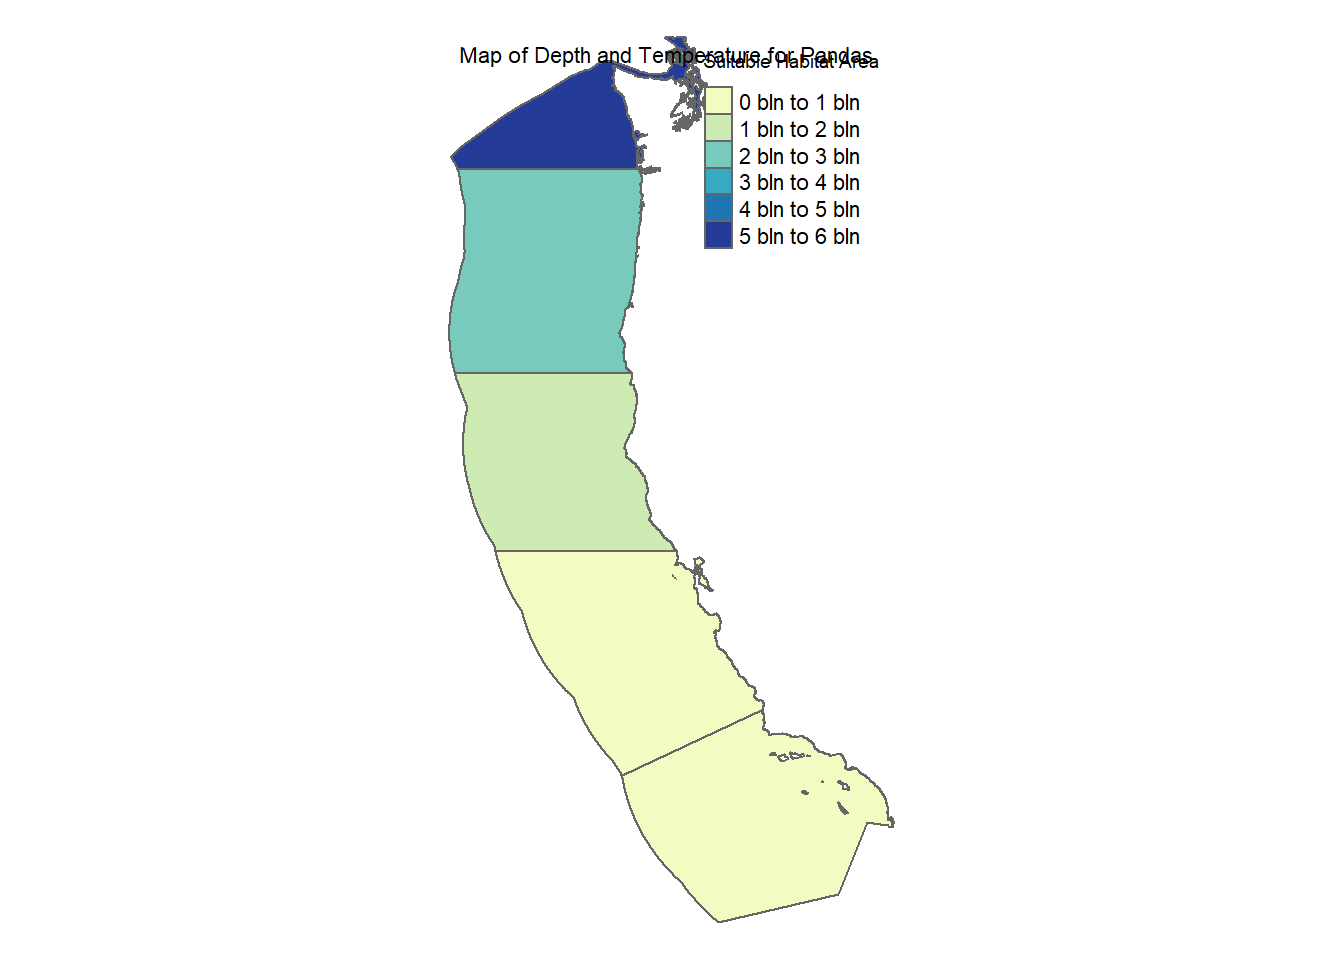 Map of Depth and Temperature for Pandas
Suitable Habitat Area
0 bln to 1 bln
1 bln to 2 bln
2 bln to 3 bln
3 bln to 4 bln
4 bln to 5 bln
5 bln to 6 bln